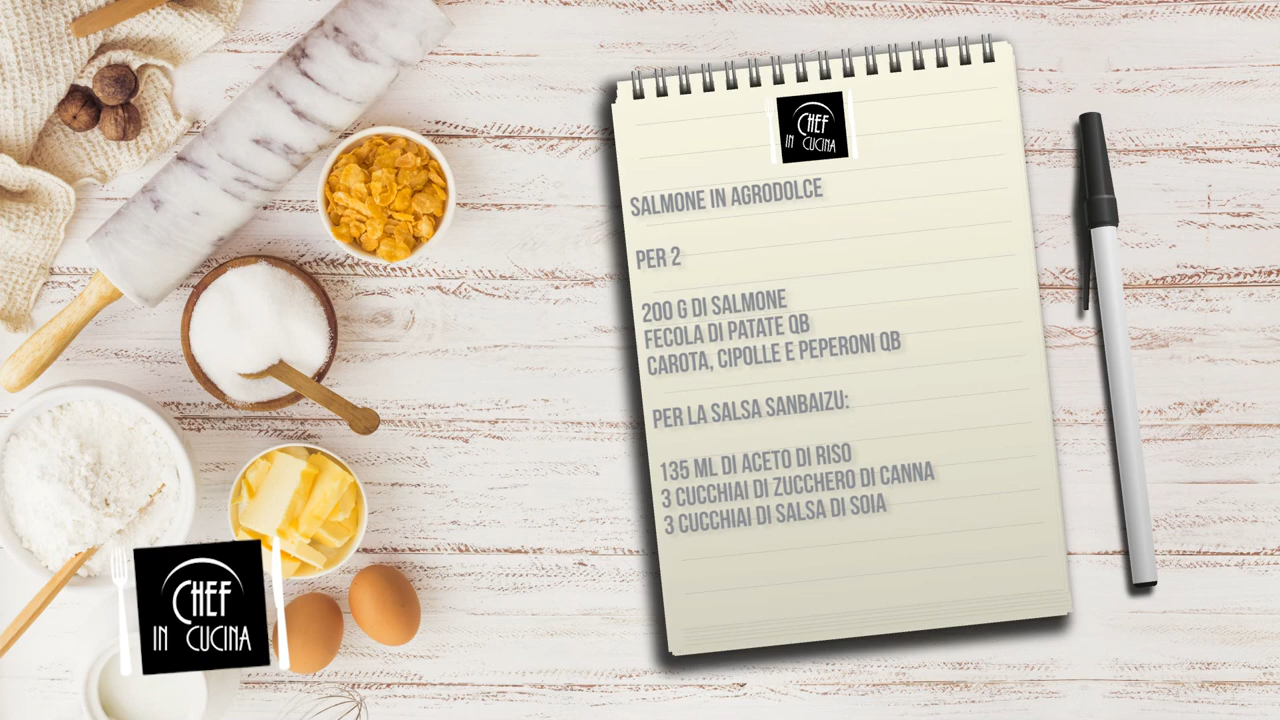 CHEF
IN CUCINA
SALMONE IN AGRODOLCE
PER 2
200 G DI SALMONE
FECOLA DI PATATE QB
CAROTA, CIPOLLE E PEPERONI QB
PER LA SALSA SANBAIZU:
135 ML DI ACETO DI RISO
3 CUCCHIAI DI ZUCCHERO DI CANNA
3 CUCCHIAI DI SALSA DI SOIA
CHEF
IN CUCINA